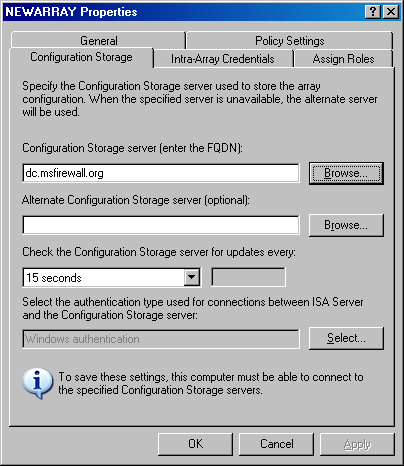 NEWARRAY Properties
General
Policy Settings
Configuration Storage
Intra-Array Credentials
Assign Roles
Specify the Configuration Storage server used to store the array
configuration. When the specified server is unavailable, the alternate server
will be used.
Configuration Storage server (enter the FQDN):
dc.msfirewall.org
Browse...
Alternate Configuration Storage server (optional):
Browse...
Check the Configuration Storage server for updates every:
15 seconds
Select the authentication type used for connections between ISA Server
and the Configuration Storage server:
Windows authentication
Select...
To save these settings, this computer must be able to connect to
the specified Configuration Storage servers.
OK
Cancel
Apply